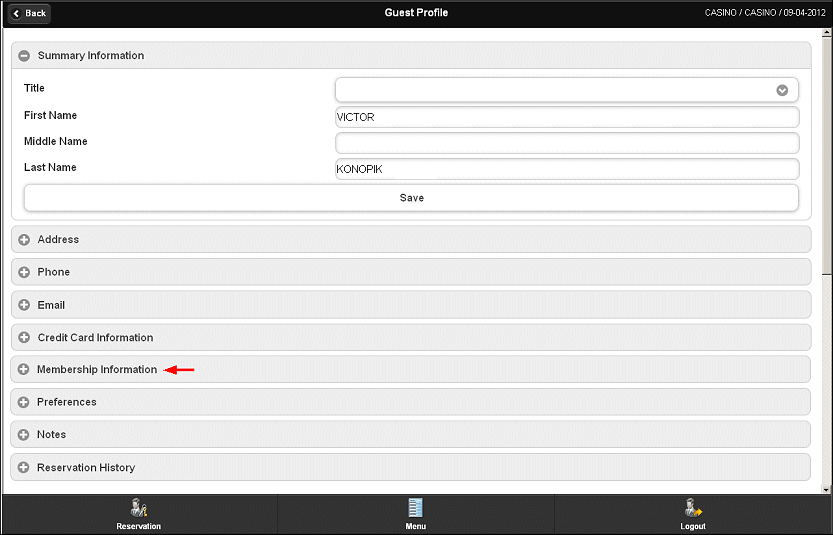 Back
Guest Profile
CASINO / CASINO / 09-04-2012
Summary Information
Title
First Name VICTOR
Middle Name
Last Name KONOPIK
Save
Address
Phone
Email
Credit Card Information
Membership Information
Preferences
Notes
Reservation History
Reservation
Menu
Logout